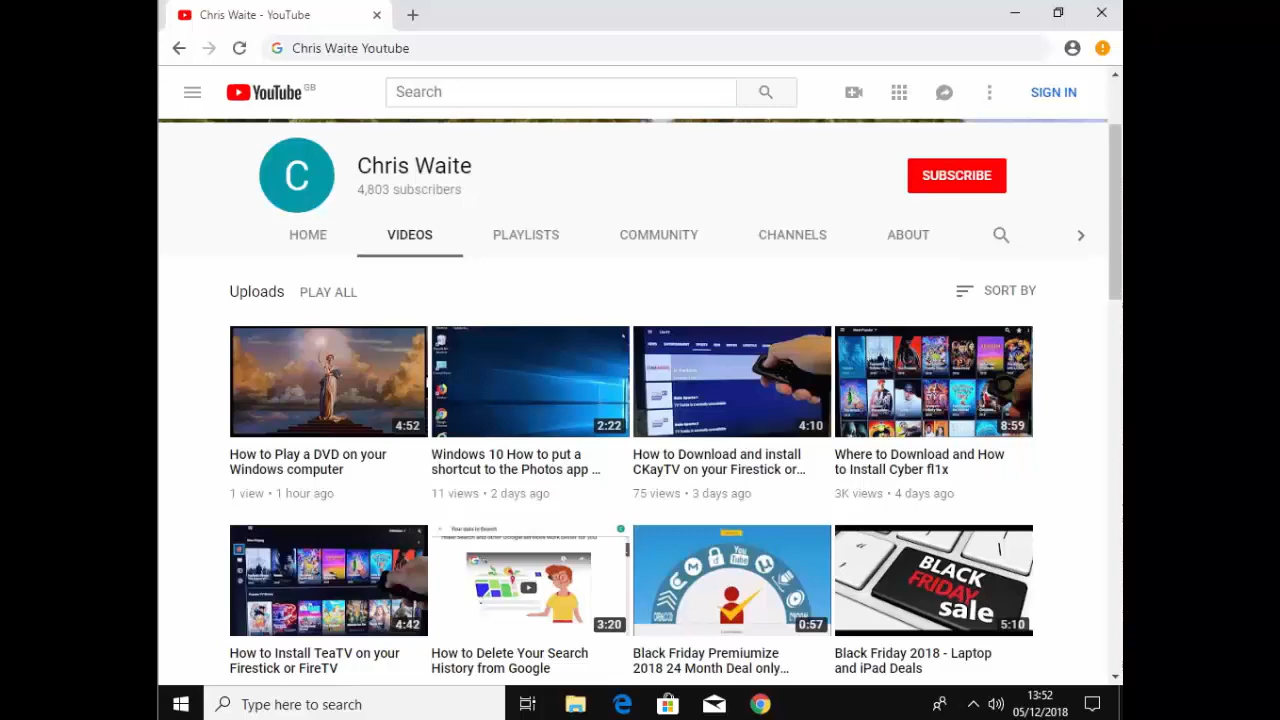 Chris Waite - YouTube
Chris Waite Youtube
YouTube GB
Search
SIGN IN
Chris Waite
4,803 subscribers
SUBSCRIBE
HOME
VIDEOS
PLAYLISTS
COMMUNITY
CHANNELS
ABOUT
Uploads
PLAY ALL
SORT BY
4:52
2:22
4:10
8:59
How to Play a DVD on your
Windows computer
1 view • 1 hour ago
Windows 10 How to put a
shortcut to the Photos app ...
11 views • 2 days ago
How to Download and install
CKayTV on your Firestick or...
75 views • 3 days ago
Where to Download and How
to Install Cyber fl1x
3K views • 4 days ago
4:42
Your data in Search
3:20
You
Tube
0:57
BLACK
FRIDAY
sale
5:10
How to Install TeaTV on your
Firestick or FireTV
How to Delete Your Search
History from Google
Black Friday Premiumize
2018 24 Month Deal only...
Black Friday 2018 - Laptop
and iPad Deals
Type here to search
13:52
05/12/2018